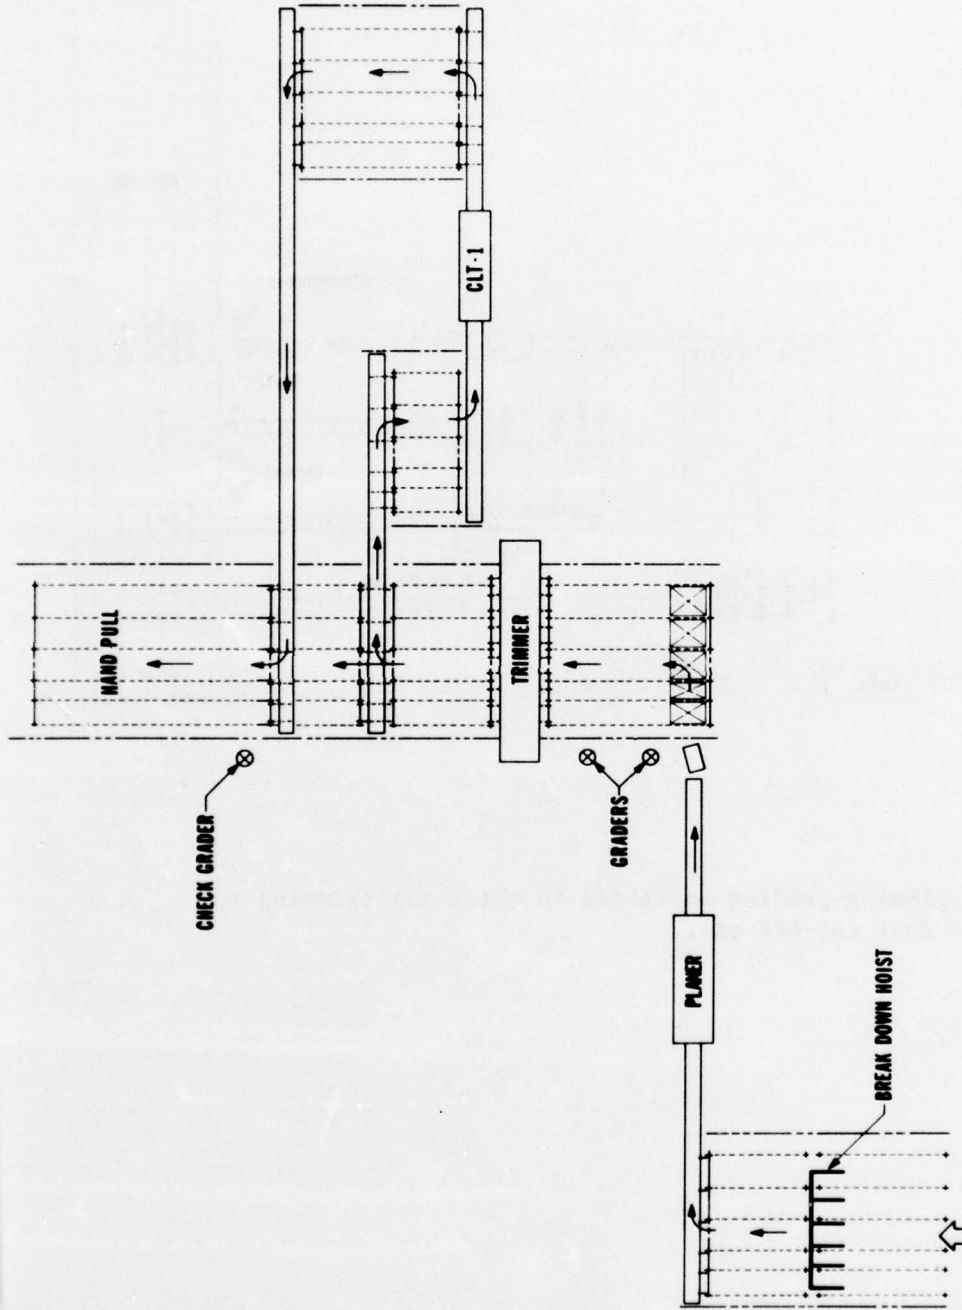 HAND PULL
CHECK GRADER
TRIMMER
CLT-1
GRADERS
PLANER
BREAK DOWN HOIST